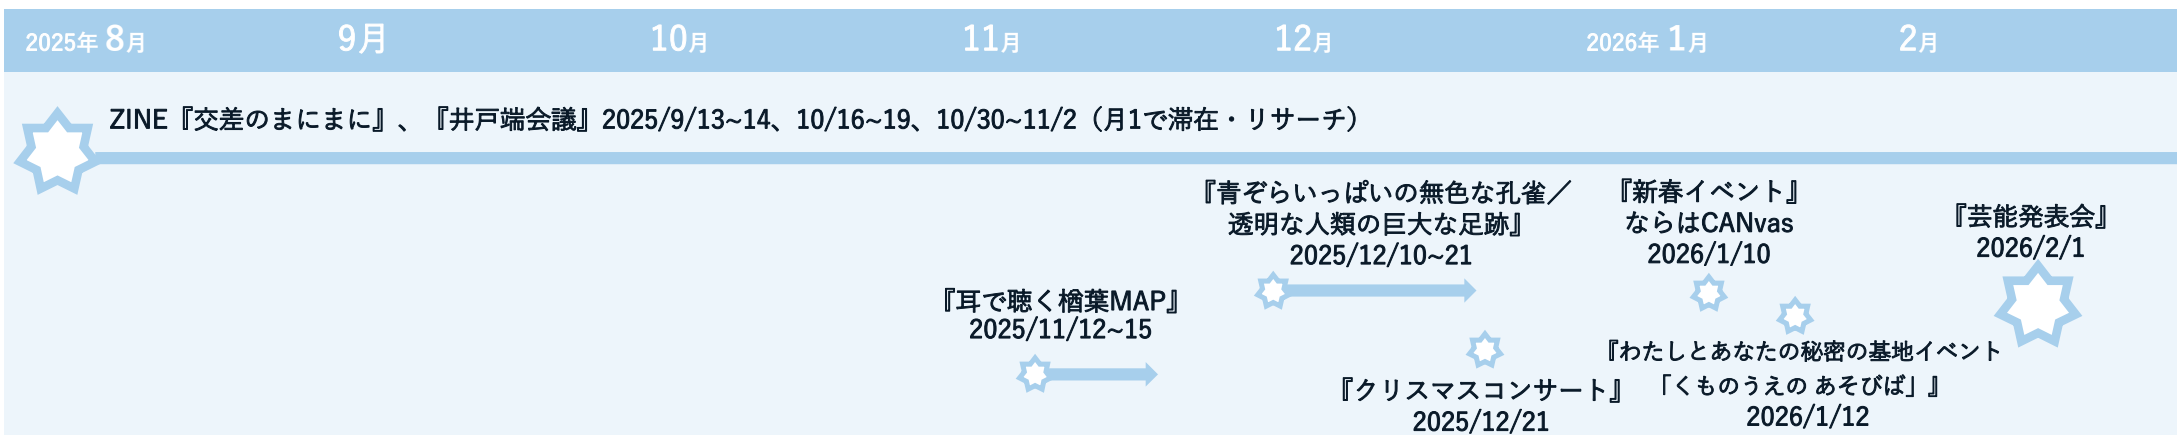 2025年 8月
9月
10月
11月
12月
2026年 1月
2月
ZINE『交差のまにまに』、『井戸端会議』2025/9/13~14、10/16~19、10/30~11/2（月1で滞在・リサーチ）
『青ぞらいっぱいの無色な孔雀／
透明な人類の巨大な足跡』
2025/12/10~21
『新春イベント』
ならはCANvas
2026/1/10
『芸能発表会』
2026/2/1
『耳で聴く楢葉MAP』
2025/11/12~15
『クリスマスコンサート』
2025/12/21
『わたしとあなたの秘密の基地イベント
「くものうえの あそびば」』
2026/1/12